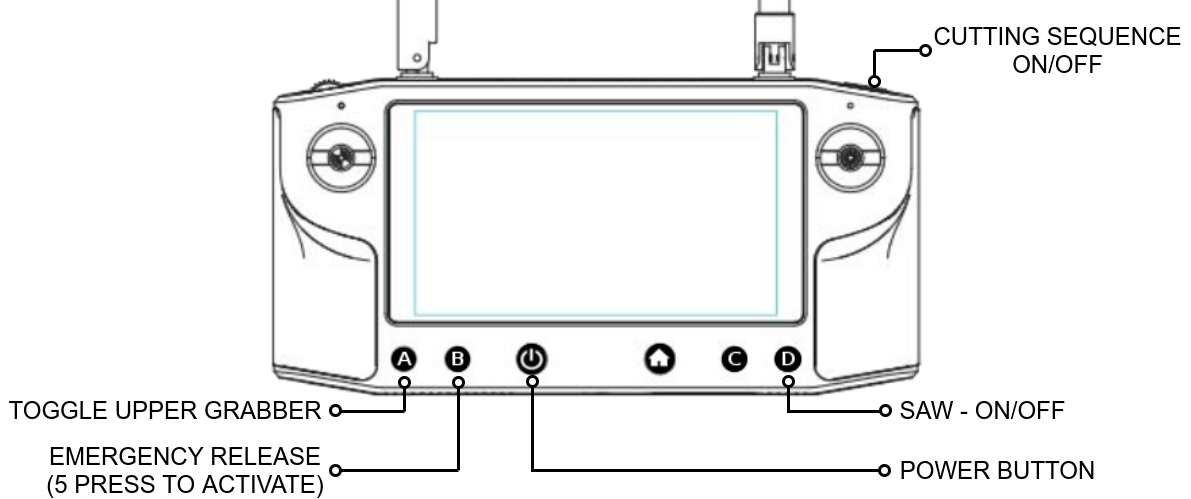 CUTTING SEQUENCE
ON/OFF
A B C D
TOGGLE UPPER GRABBER
SAW - ON/OFF
EMERGENCY RELEASE
(5 PRESS TO ACTIVATE)
POWER BUTTON